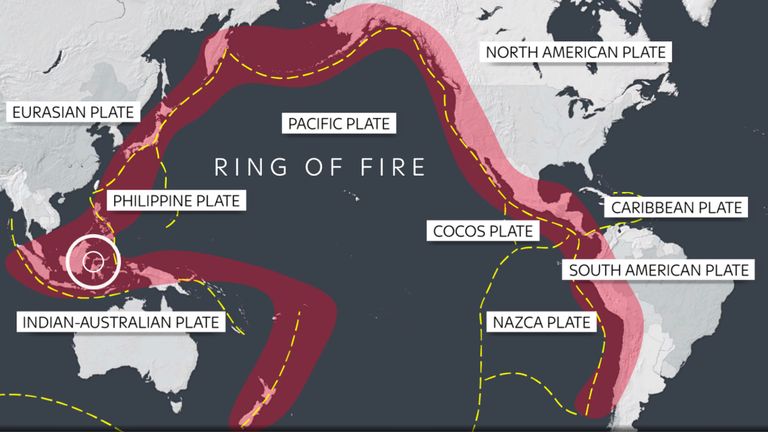 NORTH AMERICAN PLATE
EURASIAN PLATE
PACIFIC PLATE
RING OF FIRE
PHILIPPINE PLATE
CARIBBEAN PLATE
COCOS PLATE
SOUTH AMERICAN PLATE
INDIAN-AUSTRALIAN PLATE
NAZCA PLATE